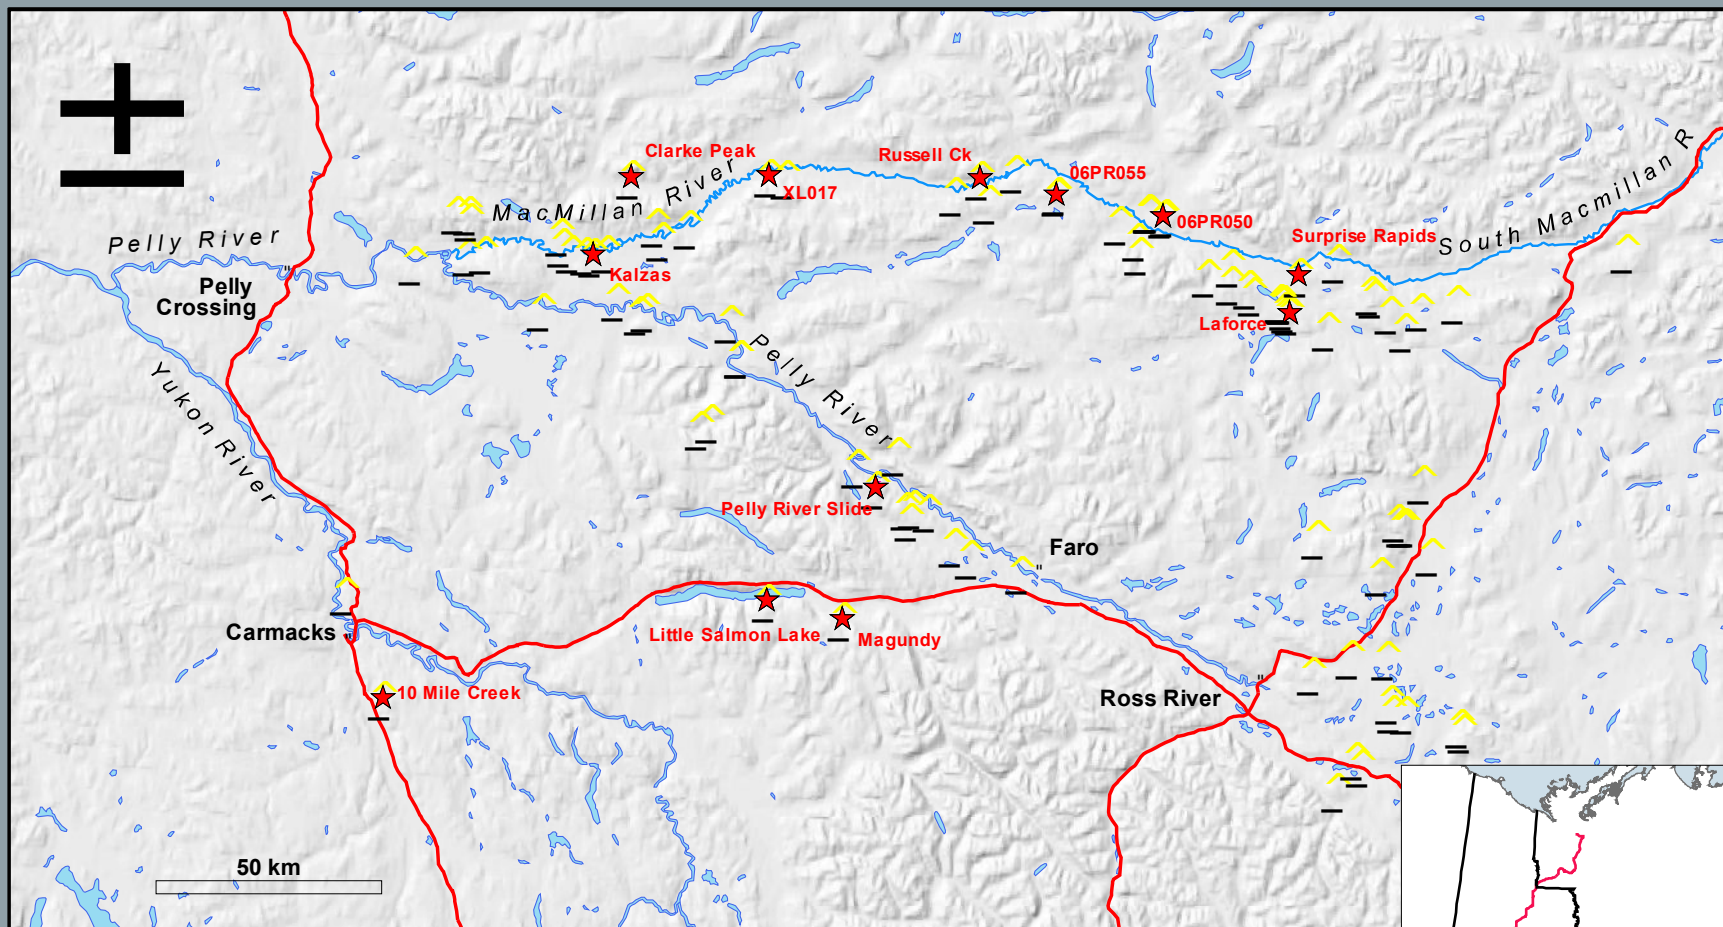 Clarke Peak
Russell Ck
06PR055
XL017
MacMillan River
06PR050
Surprise Rapids
South Macmillan R
Pelly River
Kalzas
Pelly
Crossing
Laforce
Pelly River
Yukon River
Pelly River Slide
Faro
Carmacks
Little Salmon Lake
Magundy
10 Mile Creek
Ross River
50 km